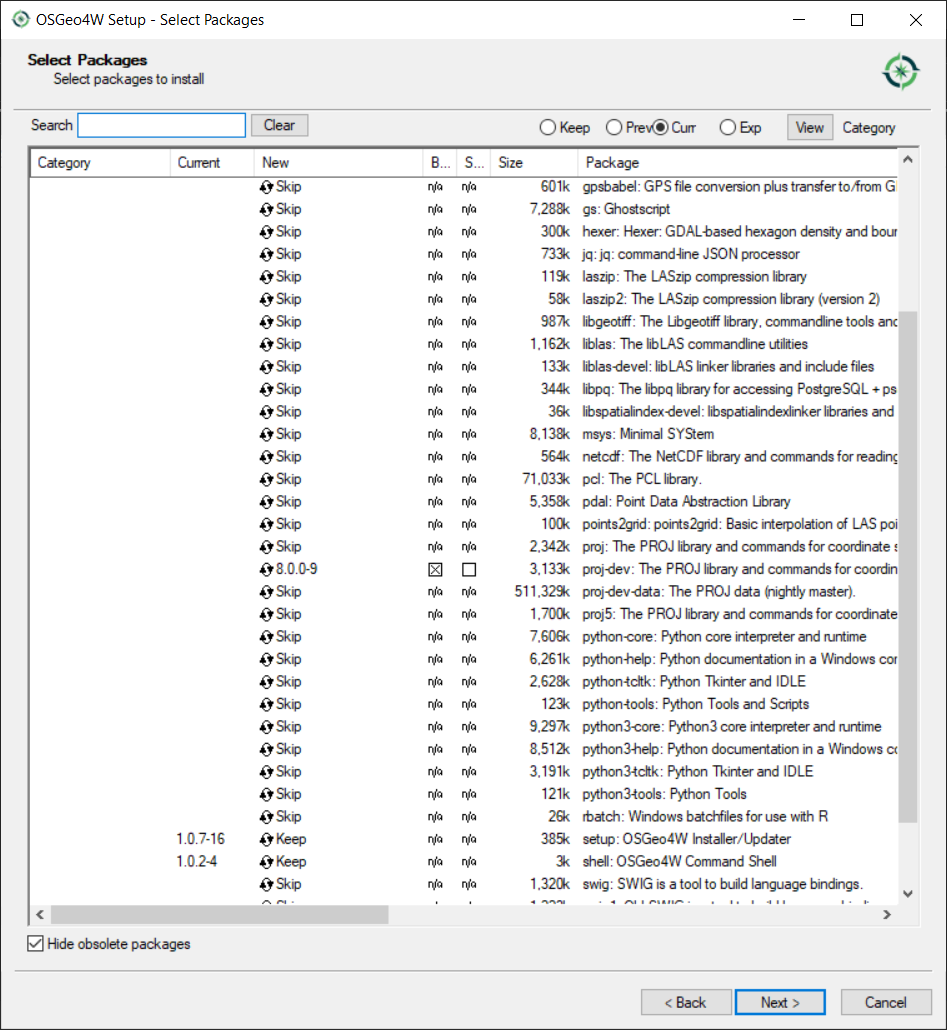 OSGeo4W Setup - Select Packages
Select Packages
Select packages to install
Search Clear Keep Prev Curr Exp View Category
Category Current New B... S... Size Package
Skip n/a n/a 601k gpsbabel: GPS file conversion plus transfer to/from
Skip n/a n/a 7,288k gs: Ghostscript
Skip n/a n/a 300k hexer: Hexer: GDAL-based hexagon density and
Skip n/a n/a 733k jq: jq: command-line JSON processor
Skip n/a n/a 119k laszip: The LASzip compression library
Skip n/a n/a 58k laszip2: The LASzip compression library (version 2)
Skip n/a n/a 987k libgeotiff: The Libgeotiff library, commandline tools and
Skip n/a n/a 1,162k liblas: The libLAS commandline utilities
Skip n/a n/a 133k liblas-devel: libLAS linker libraries and include files
Skip n/a n/a 344k libpq: The libpq library for accessing PostgreSQL + ps
Skip n/a n/a 36k libspatialindex-devel: libspatialindexlinker libraries and
Skip n/a n/a 8,138k msys: Minimal SYStem
Skip n/a n/a 564k netcdf: The NetCDF library and commands for reading
Skip n/a n/a 71,033k pcl: The PCL library.
Skip n/a n/a 5,358k pdal: Point Data Abstraction Library
Skip n/a n/a 100k points2grid: points2grid: Basic interpolation of LAS poi
Skip n/a n/a 2,342k proj: The PROJ library and commands for coordinate
8.0.0-9 3,133k proj-dev: The PROJ library and commands for coordin
Skip n/a n/a 511,329k proj-dev-data: The PROJ data (nightly master).
Skip n/a n/a 1,700k proj5: The PROJ library and commands for coordinate
Skip n/a n/a 7,606k python-core: Python core interpreter and runtime
Skip n/a n/a 6,261k python-help: Python documentation in a Windows
Skip n/a n/a 2,628k python-tcltk: Python Tkinter and IDLE
Skip n/a n/a 123k python-tools: Python Tools and Scripts
Skip n/a n/a 9,297k python3-core: Python3 core interpreter and runtime
Skip n/a n/a 8,512k python3-help: Python documentation in a Windows
Skip n/a n/a 3,191k python3-tcltk: Python Tkinter and IDLE
Skip n/a n/a 121k python3-tools: Python Tools
Skip n/a n/a 26k rbatch: Windows batchfiles for use with R
1.0.7-16 Keep n/a n/a 385k setup: OSGeo4W Installer/Updater
1.0.2-4 Keep n/a n/a 3k shell: OSGeo4W Command Shell
Skip n/a n/a 1,320k swig: SWIG is a tool to build language bindings.
Hide obsolete packages
< Back Next > Cancel